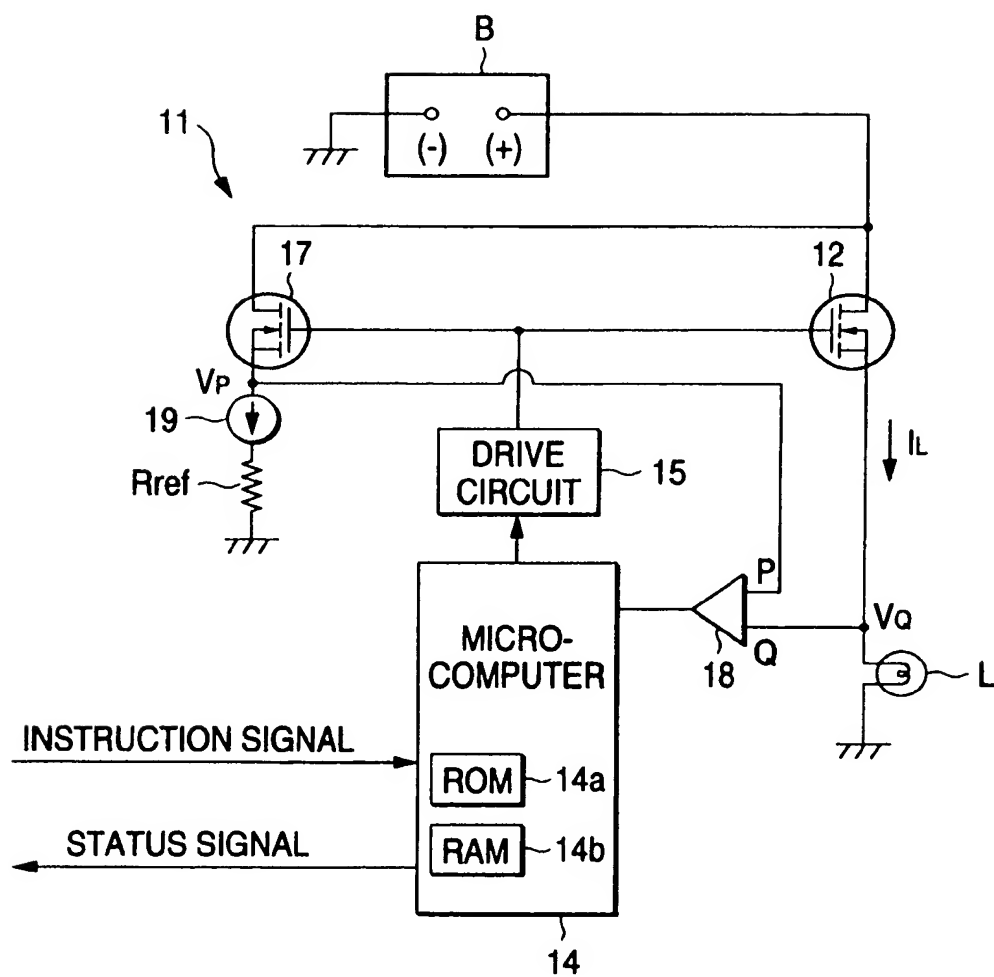 B
(-) (+)
11
17
12
VP
19
Rref
DRIVE
CIRCUIT
15
IL
P
VQ
Q
18
L
MICRO-
COMPUTER
INSTRUCTION SIGNAL
ROM
14a
STATUS SIGNAL
RAM
14b
14